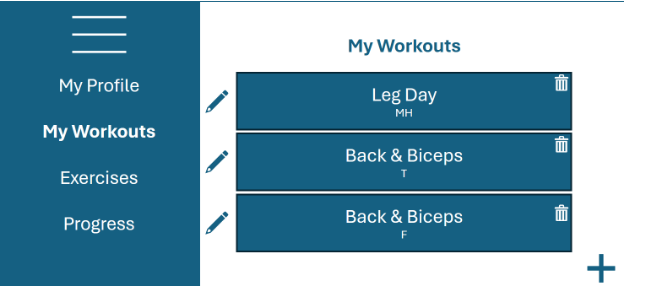 My Profile
My Workouts
Exercises
Progress
My Workouts
Leg Day
MH
Back & Biceps
T
Back & Biceps
F